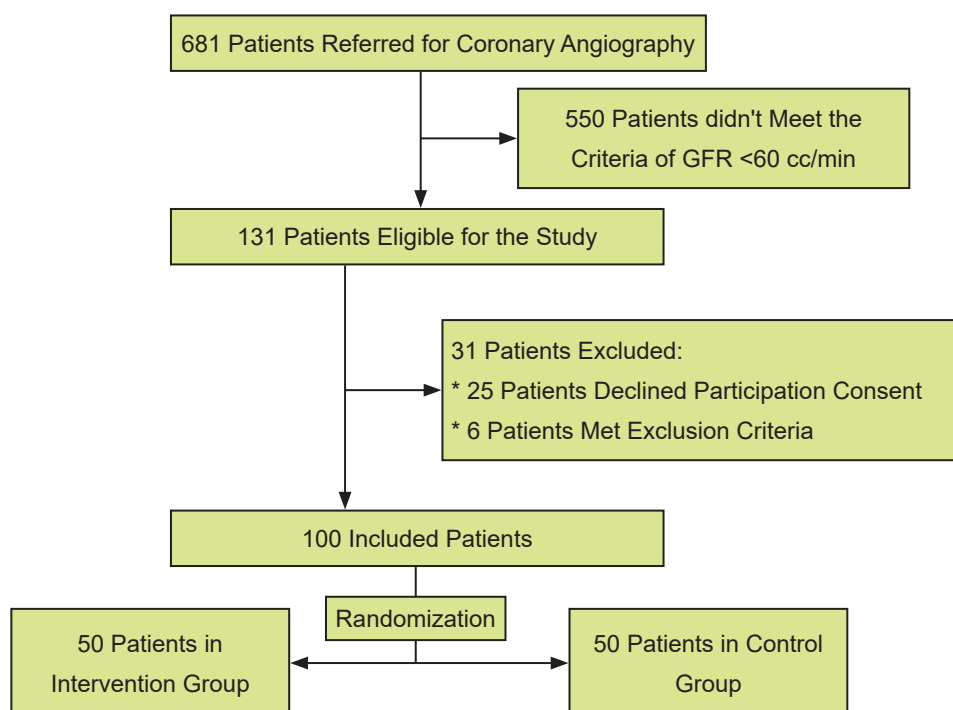 681 Patients Referred for Coronary Angiography
550 Patients didn't Meet the
Criteria of GFR <60 cc/min
131 Patients Eligible for the Study
31 Patients Excluded:
* 25 Patients Declined Participation Consent
* 6 Patients Met Exclusion Criteria
100 Included Patients
Randomization
50 Patients in
Intervention Group
50 Patients in Control
Group